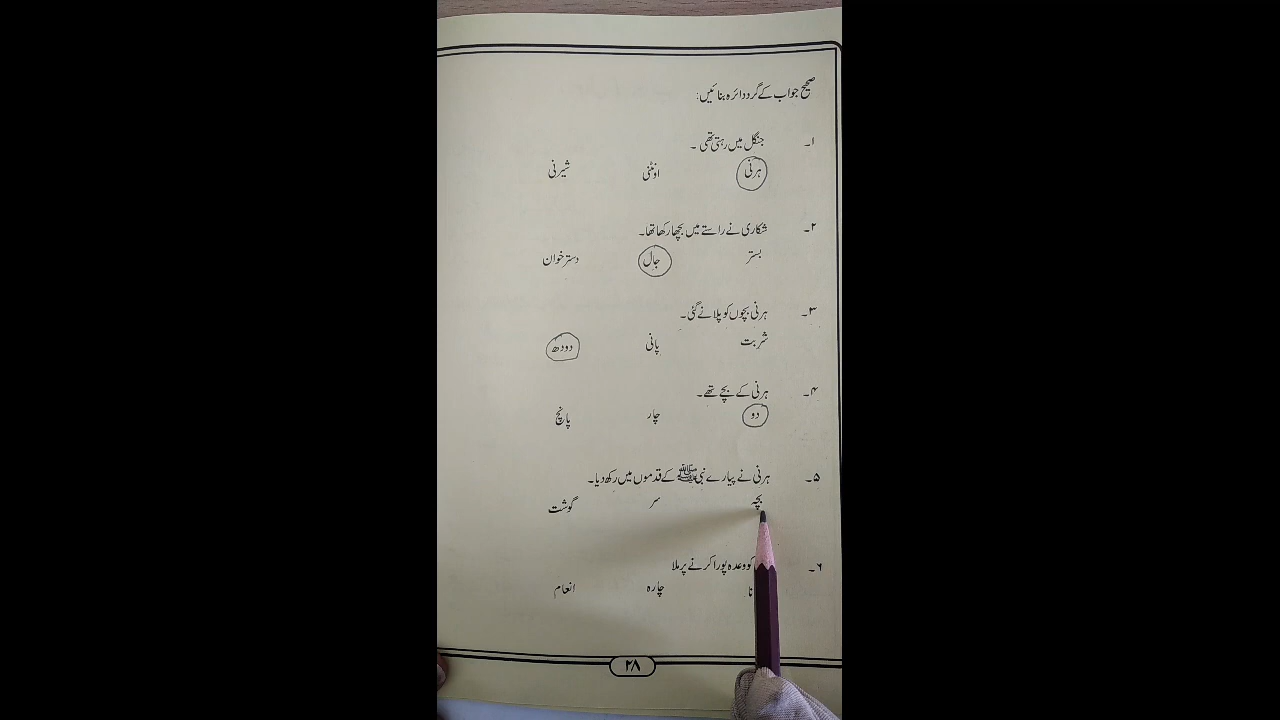 صحیح جواب کے گرد دائرہ بنائیں:
۱۔ جنگل میں رہتی تھی ۔
ہرنی اونٹنی شیرنی
۲۔ شکاری نے راستے میں بچھا رکھا تھا۔
بستر جال دسترخوان
۳۔ ہرنی بچوں کو پلانے گئی۔
شربت پانی دودھ
۴۔ ہرنی کے بچے تھے۔
دو چار پانچ
۵۔ ہرنی نے پیارے نبی ﷺ کے قدموں میں رکھ دیا۔
بچہ سر گوشت
۶۔ کو وعدہ پورا کرنے پر ملا
چارہ انعام
۲۸